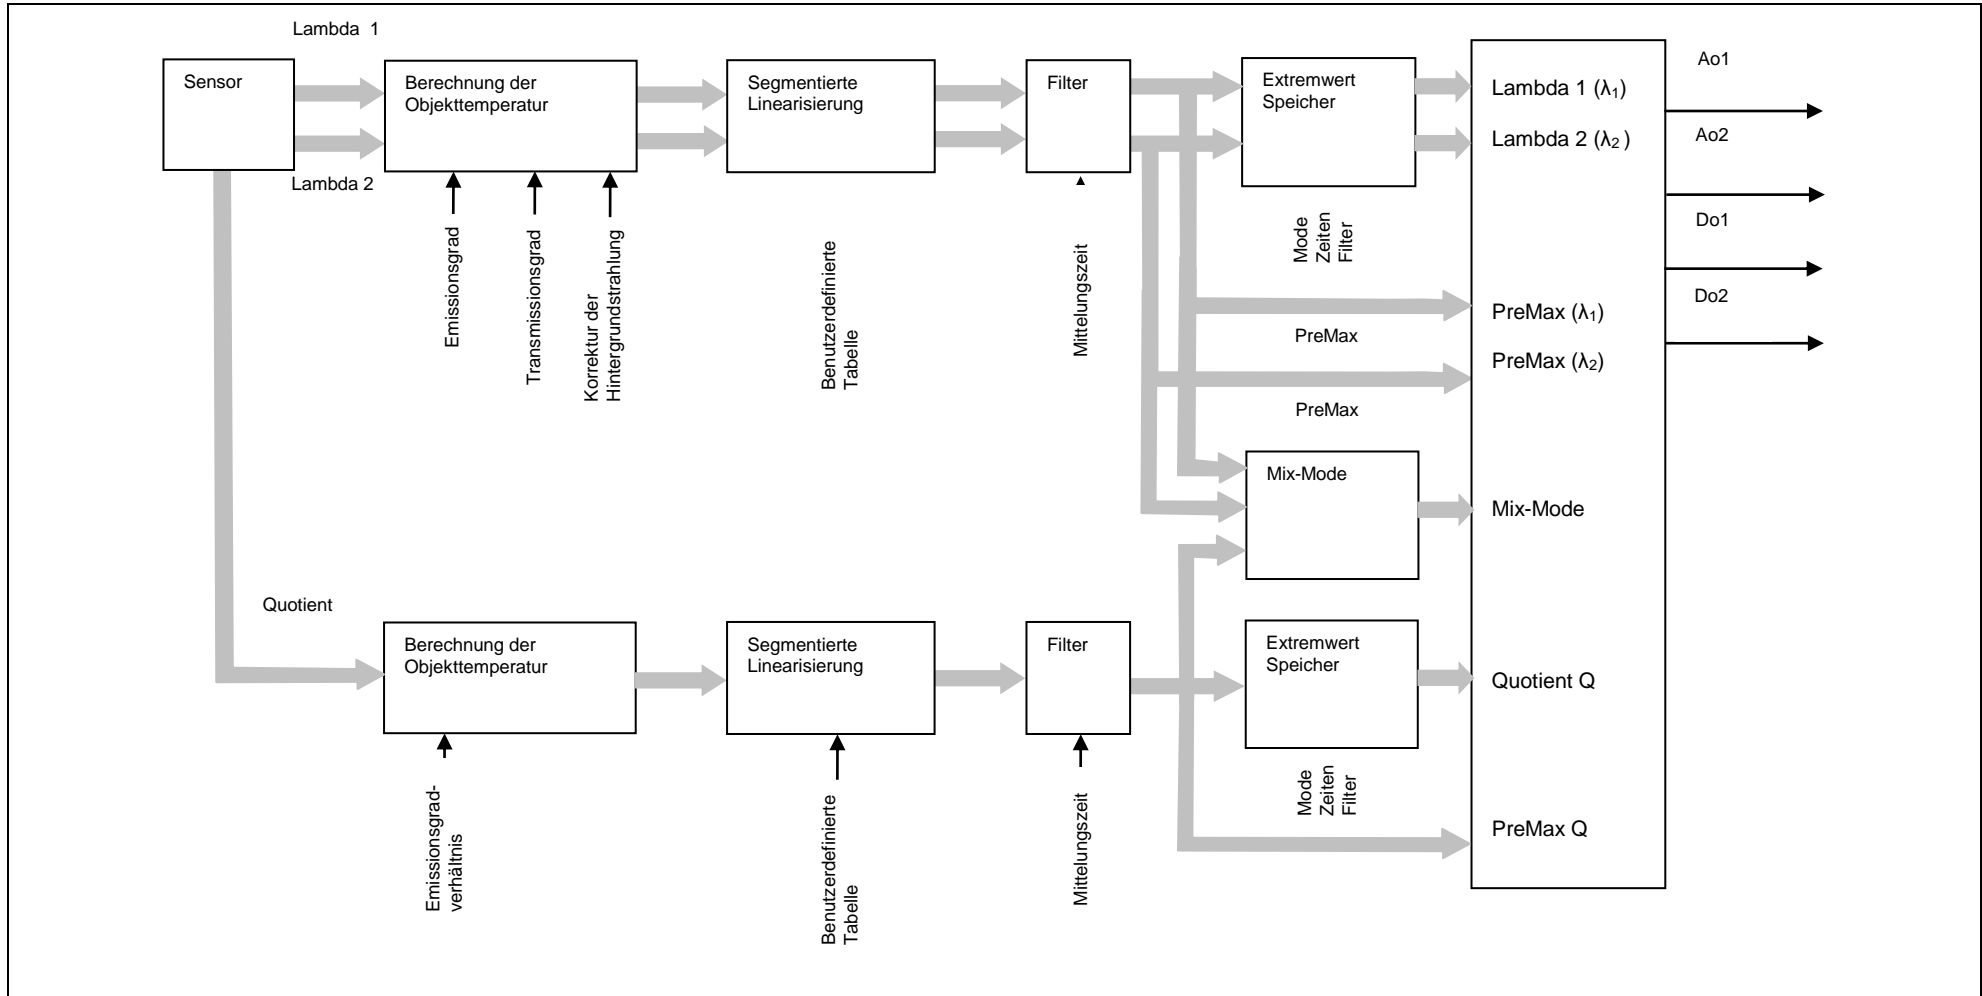 Lambda 1
Sensor
Berechnung der
Objekttemperatur
Segmentierte
Linearisierung
Filter
Extremwert
Speicher
Lambda 1 (λ₁)
Lambda 2 (λ₂ )
Ao1
Ao2
Do1
Do2
Lambda 2
Emissionsgrad
Transmissionsgrad
Korrektur der
Hintergrundstrahlung
Benutzerdefinierte
Tabelle
Mittelungszeit
Mode
Zeiten
Filter
PreMax
PreMax
PreMax (λ₁)
PreMax (λ₂)
Mix-Mode
Mix-Mode
Quotient
Berechnung der
Objekttemperatur
Segmentierte
Linearisierung
Filter
Extremwert
Speicher
Quotient Q
Emissionsgrad-
verhältnis
Benutzerdefinierte
Tabelle
Mittelungszeit
Mode
Zeiten
Filter
PreMax Q